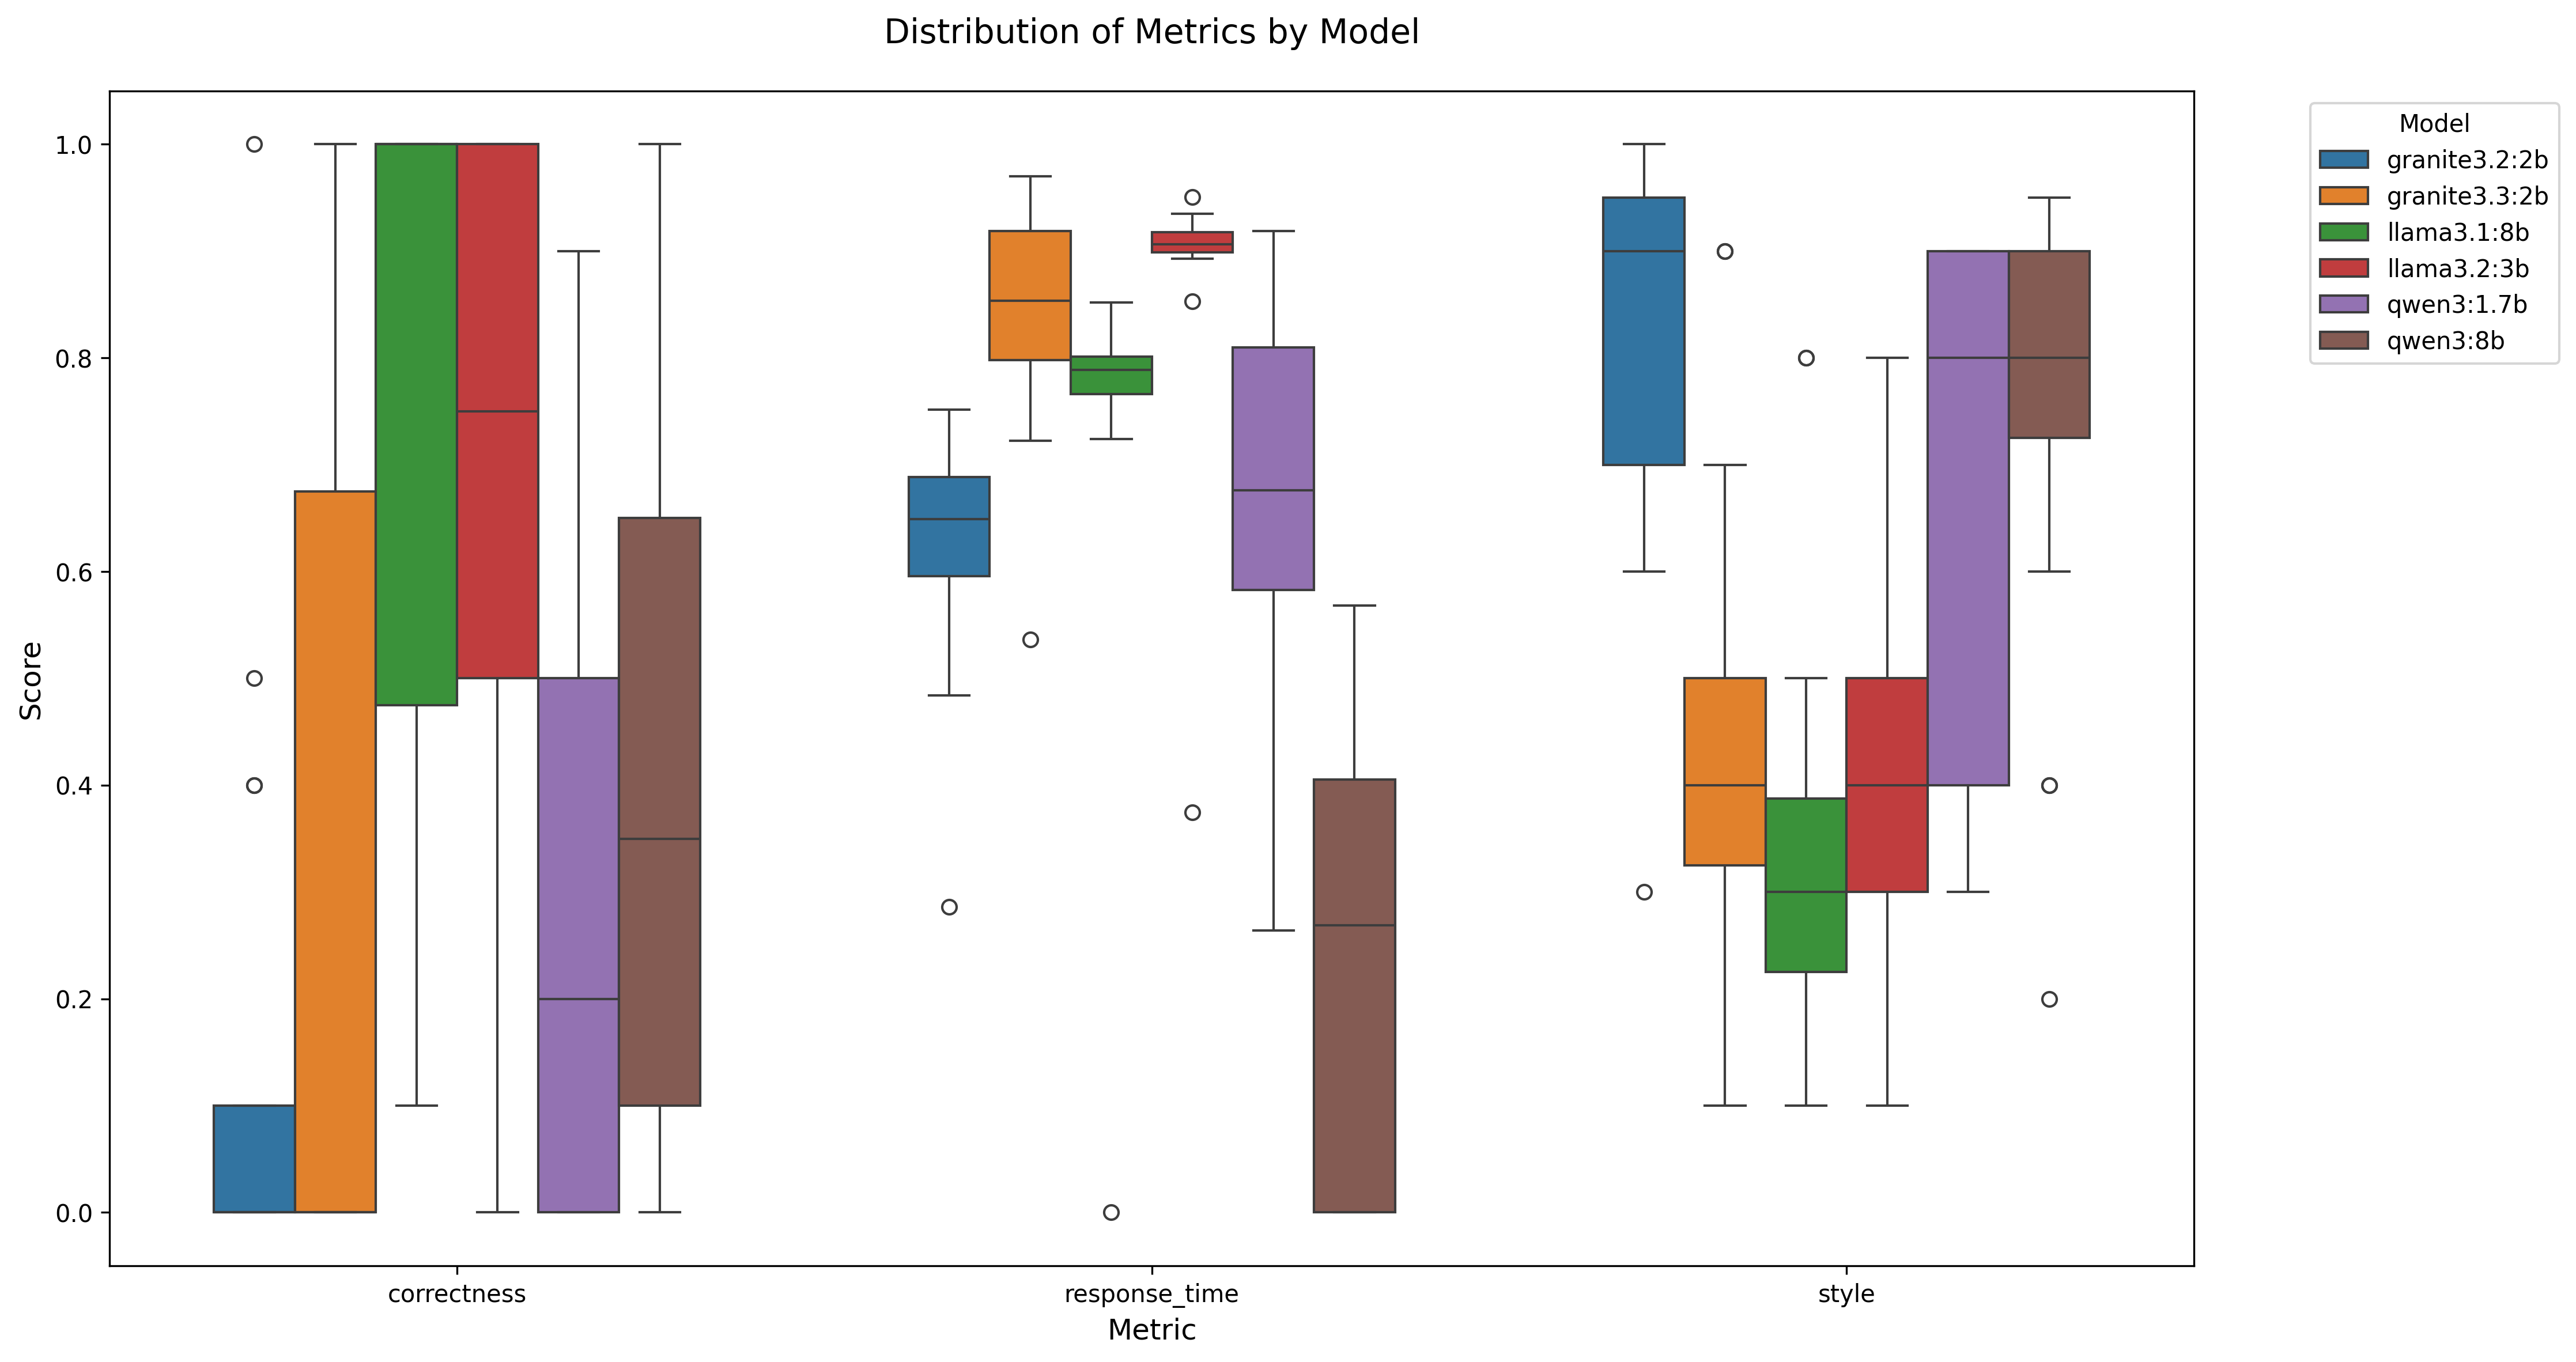 Distribution of Metrics by Model
Score
1.0
0.8
0.6
0.4
0.2
0.0
correctness
response_time
style
Metric
Model
granite3.2:2b
granite3.3:2b
llama3.1:8b
llama3.2:3b
qwen3:1.7b
qwen3:8b